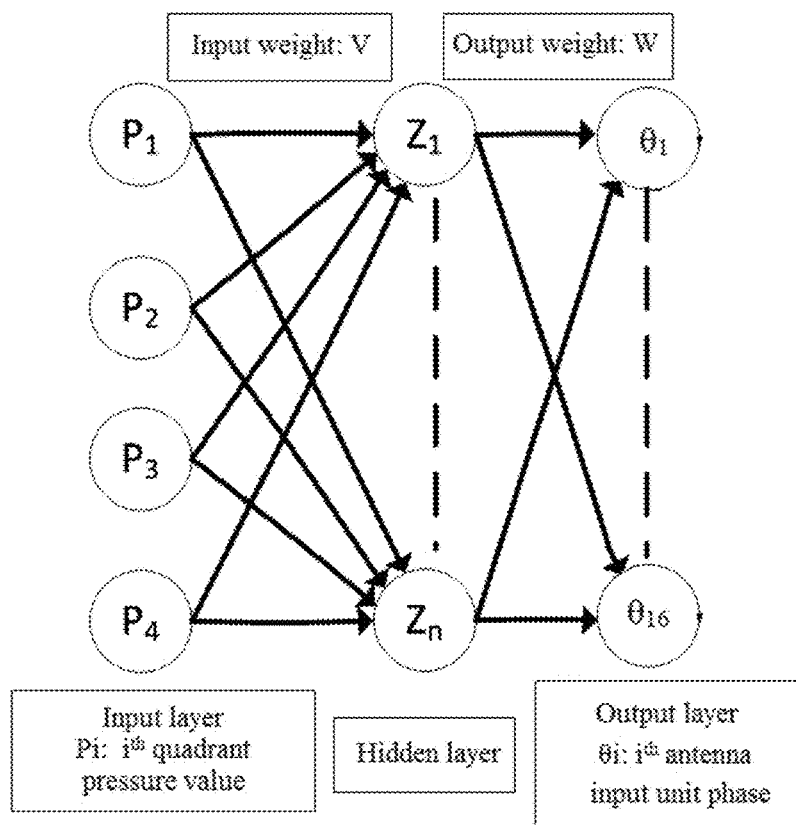 Input weight: V
Output weight: W
P₁
Z₁
θ₁
P₂
P₃
P₄
Zₙ
θ₁₆
Input layer
Pi: iᵗʰ quadrant
pressure value
Hidden layer
Output layer
θi: iᵗʰ antenna
input unit phase